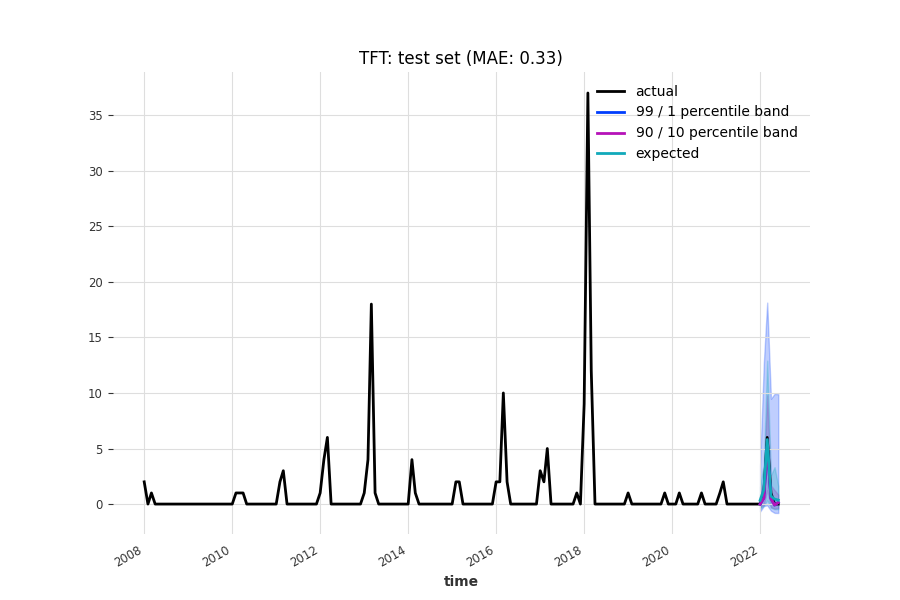 TFT: test set (MAE: 0.33)
actual
99 / 1 percentile band
90 / 10 percentile band
expected
35
30
25
20
15
10
5
0
2008
2010
2012
2014
2016
2018
2020
2022
time